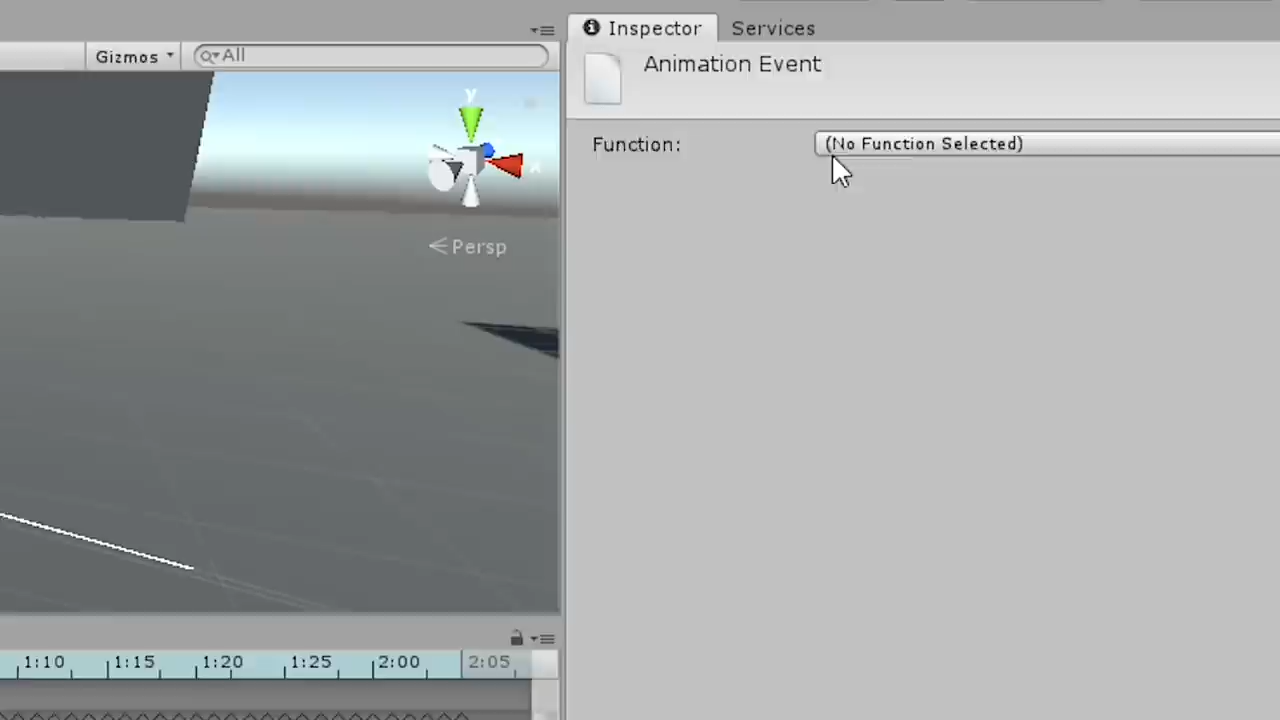 Inspector Services
Gizmos All
Animation Event
Function: (No Function Selected)
y
x
Persp
1:10 1:15 1:20 1:25 2:00 2:05